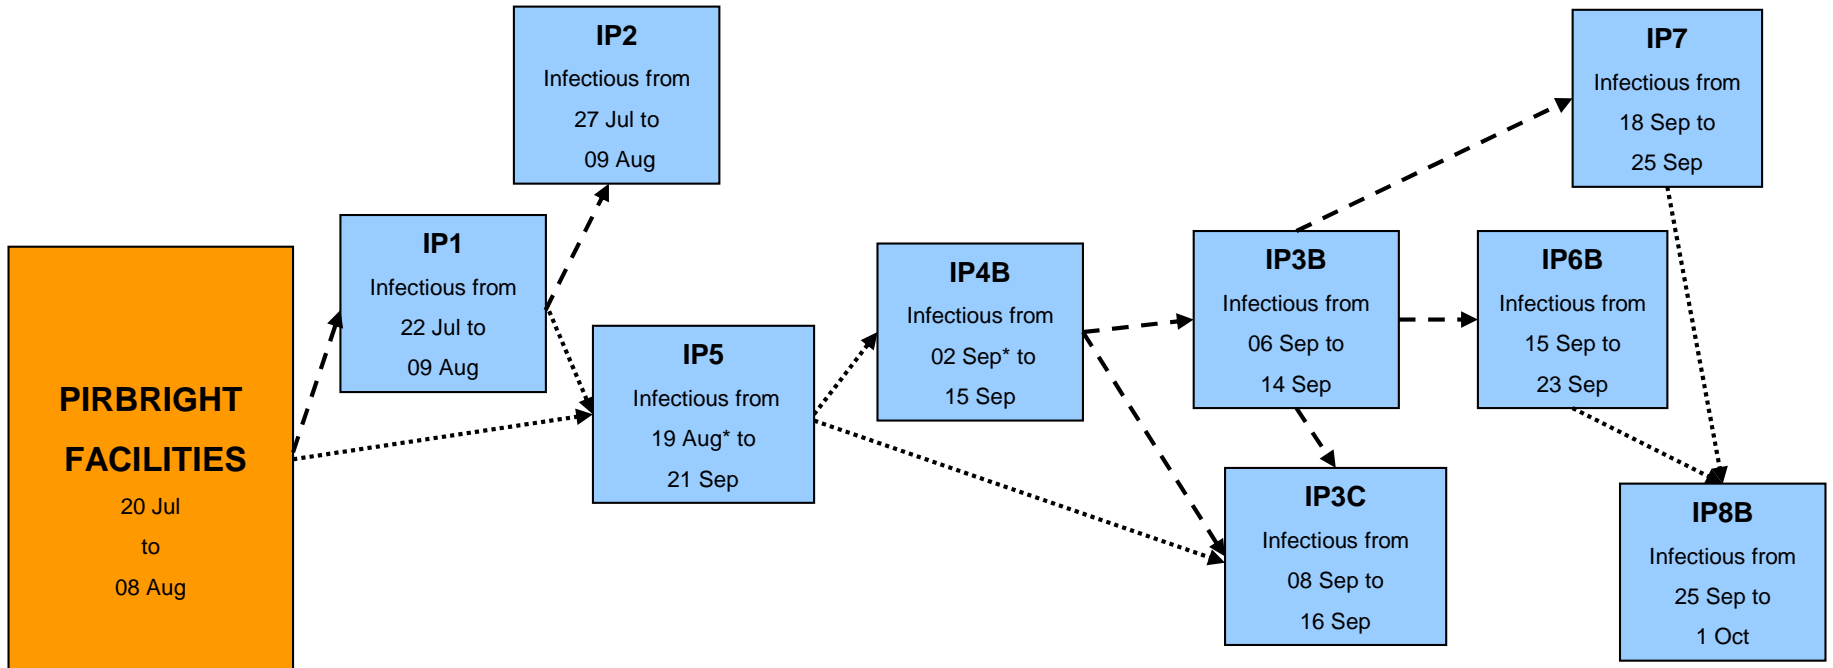 PIRBRIGHT
FACILITIES
20 Jul
to
08 Aug
IP1
Infectious from
22 Jul to
09 Aug
IP2
Infectious from
27 Jul to
09 Aug
IP5
Infectious from
19 Aug* to
21 Sep
IP4B
Infectious from
02 Sep* to
15 Sep
IP3B
Infectious from
06 Sep to
14 Sep
IP3C
Infectious from
08 Sep to
16 Sep
IP6B
Infectious from
15 Sep to
23 Sep
IP7
Infectious from
18 Sep to
25 Sep
IP8B
Infectious from
25 Sep to
1 Oct